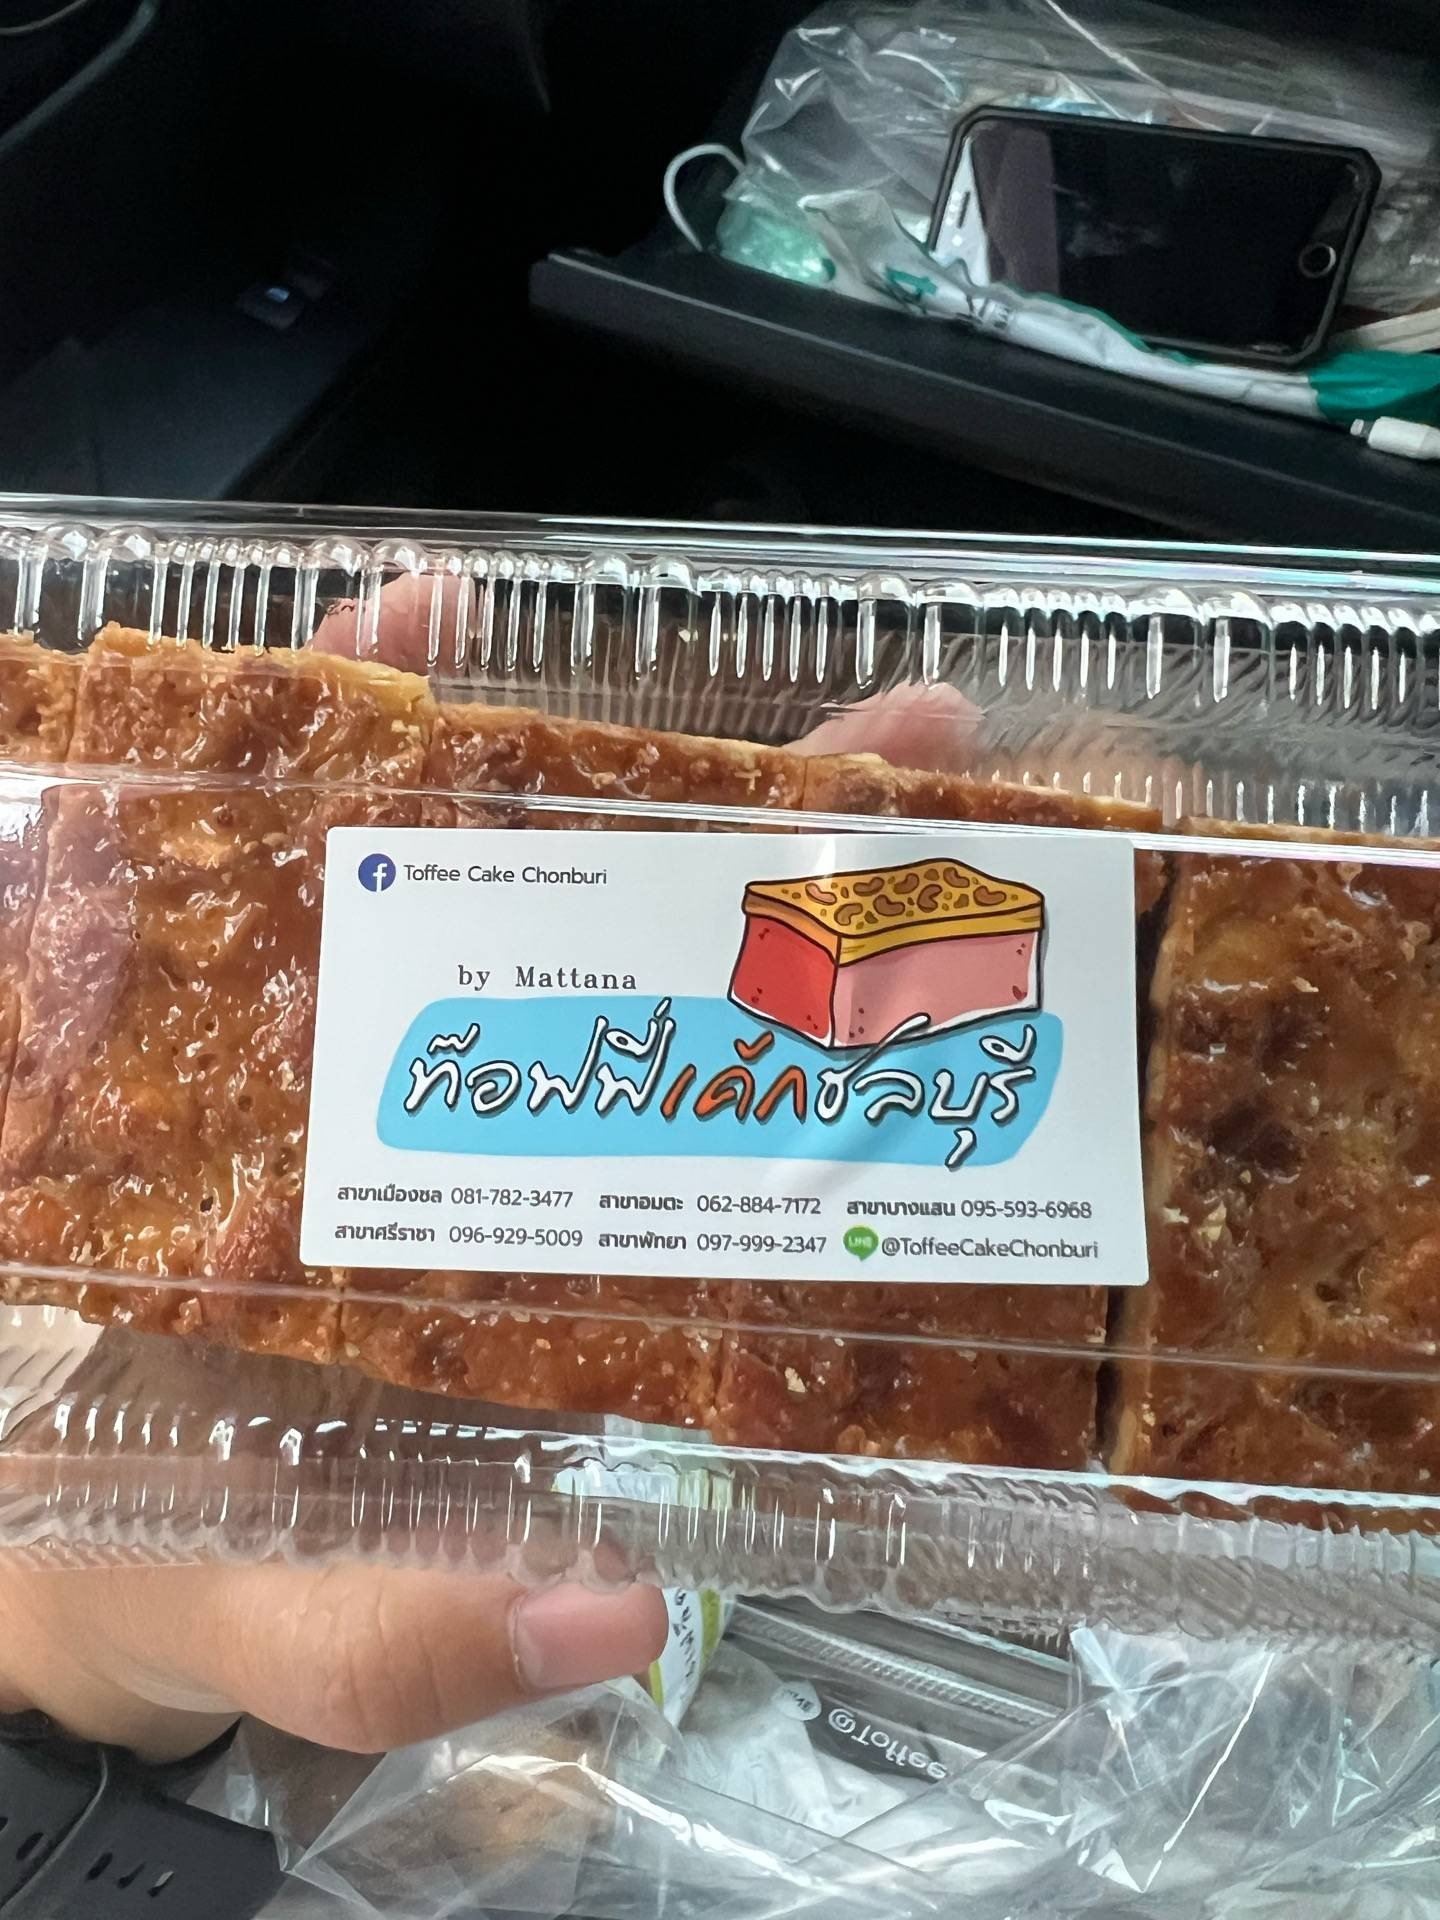 Toffee Cake Chonburi
by Mattana
ท๊อฟฟี่เค้กชลบุรี
สาขาเมืองชล 081-782-3477 สาขาอมตะ 062-884-7172 สาขาบางแสน 095-593-6968
สาขาศรีราชา 096-929-5009 สาขาพัทยา 097-999-2347 LINE @ToffeeCakeChonburi
@Toffee